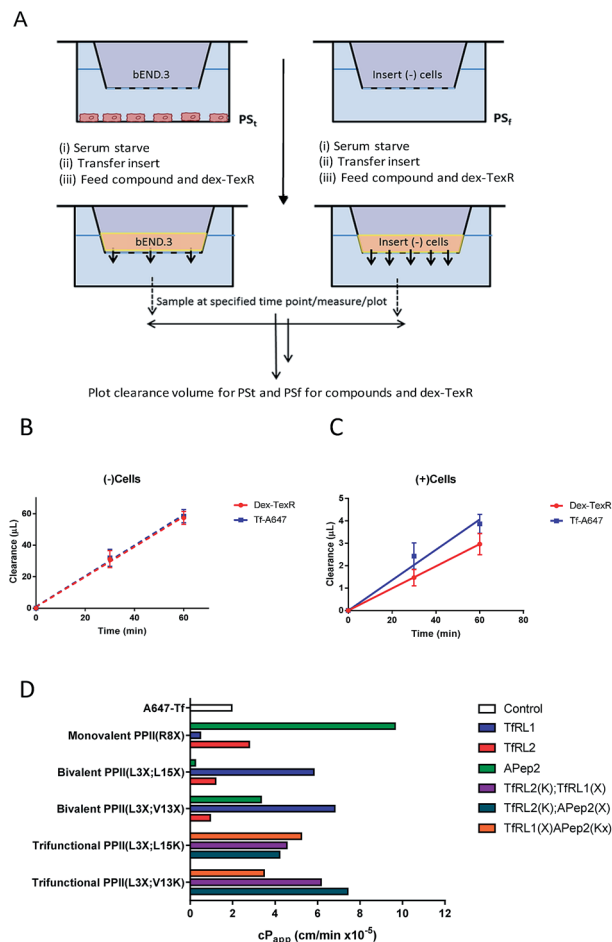 A
bEND.3
Insert (-) cells
PSt
PSf
(i) Serum starve
(ii) Transfer insert
(iii) Feed compound and dex-TexR
(i) Serum starve
(ii) Transfer insert
(iii) Feed compound and dex-TexR
bEND.3
Insert (-) cells
Sample at specified time point/measure/plot
Plot clearance volume for PSt and PSf for compounds and dex-TexR
B
(-)Cells
Clearance (µL)
60
40
20
0
0
20
40
60
80
Time (min)
Dex-TexR
Tf-A647
C
(+)Cells
Clearance (µL)
5
4
3
2
1
0
0
20
40
60
80
Time (min)
Dex-TexR
Tf-A647
D
A647-Tf
Monovalent PPII(R8X)
Bivalent PPII(L3X;L15X)
Bivalent PPII(L3X;V13X)
Trifunctional PPII(L3X;L15K)
Trifunctional PPII(L3X;V13K)
0
2
4
6
8
10
12
cPapp (cm/min x10-5)
Control
TfRL1
TfRL2
APep2
TfRL2(K);TfRL1(X)
TfRL2(K);APep2(X)
TfRL1(X)APep2(Kx)